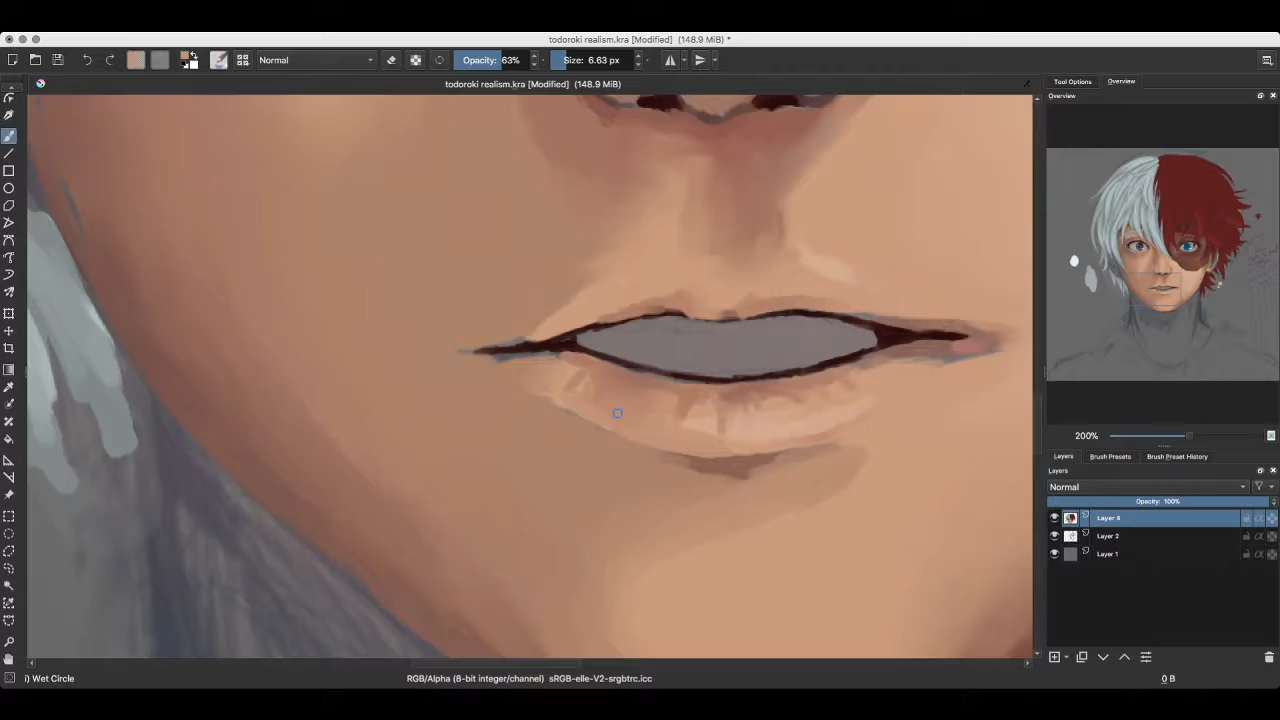 todoroki realism.kra [Modified] (148.9 MiB) *
Normal
Opacity: 63%
Size: 6.63 px
todoroki realism.kra [Modified] (148.9 MiB)
Tool Options
Overview
Overview
200%
Layers
Brush Presets
Brush Preset History
Layers
Normal
Opacity: 100%
Layer 2
Layer 1
i) Wet Circle
RGB/Alpha (8-bit integer/channel) sRGB-elle-V2-srgbtrc.icc
0 B